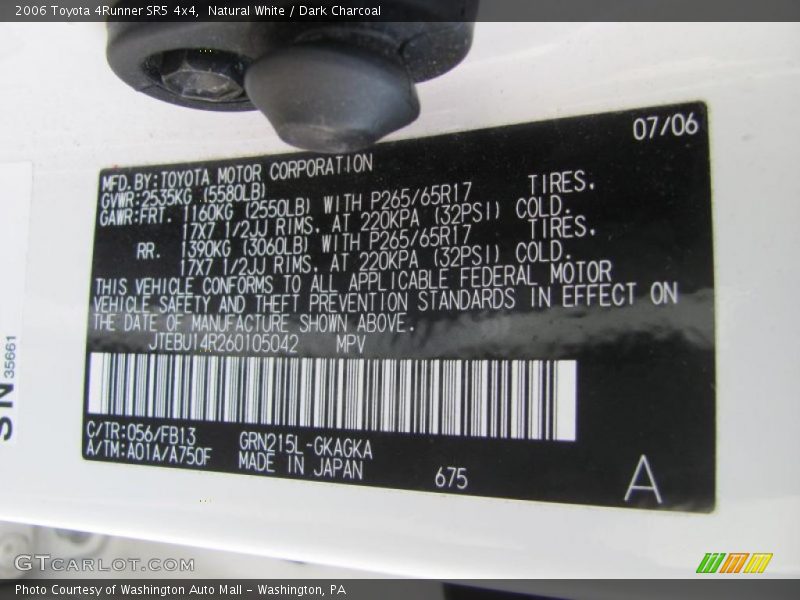 2006 Toyota 4Runner SR5 4x4, Natural White / Dark Charcoal
07/06
MFD.BY:TOYOTA MOTOR CORPORATION
GVWR:2535KG (5580LB)
GAWR:FRT. 1160KG (2550LB) WITH P265/65R17 TIRES,
17X7 1/2JJ RIMS, AT 220KPA (32PSI) COLD.
RR. 1390KG (3060LB) WITH P265/65R17 TIRES,
17X7 1/2JJ RIMS, AT 220KPA (32PSI) COLD.
THIS VEHICLE CONFORMS TO ALL APPLICABLE FEDERAL MOTOR
VEHICLE SAFETY AND THEFT PREVENTION STANDARDS IN EFFECT ON
THE DATE OF MANUFACTURE SHOWN ABOVE.
JTEBU14R260105042 MPV
C/TR:056/FB13 GRN215L-GKAGKA
A/TM:A01A/A750F MADE IN JAPAN 675 A
SN 35661
GTCARLOT.COM
Photo Courtesy of Washington Auto Mall - Washington, PA